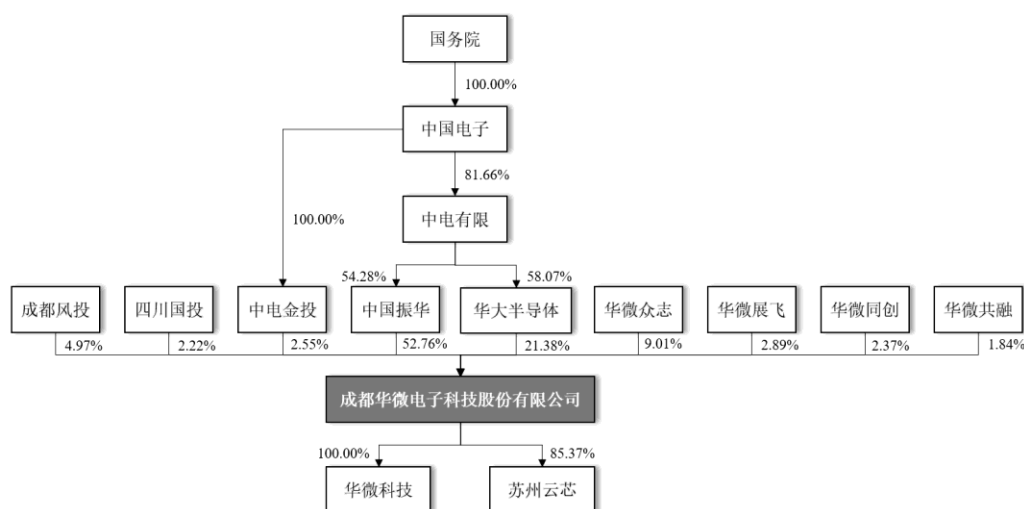 国务院
100.00%
中国电子
81.66%
100.00%
中电有限
54.28%
58.07%
成都风投
四川国投
中电金投
中国振华
华大半导体
华微众志
华微展飞
华微同创
华微共融
4.97%
2.22%
2.55%
52.76%
21.38%
9.01%
2.89%
2.37%
1.84%
成都华微电子科技股份有限公司
100.00%
85.37%
华微科技
苏州云芯